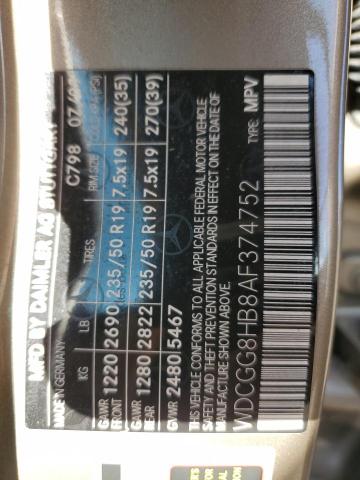 MFD BY DAIMLER AG STUTTGART
MADE IN GERMANY C798 07/
KG LB TIRES RIM SIZE
GAWR FRONT 1220 2690 235/50 R19 7.5x19 240(35)
GAWR REAR 1280 2822 235/50 R19 7.5x19 270(39)
GVWR 2480 5467
THIS VEHICLE CONFORMS TO ALL APPLICABLE FEDERAL MOTOR VEHICLE
SAFETY AND THEFT PREVENTION STANDARDS IN EFFECT ON THE DATE OF
WDCGG8HB8AF374752 TYPE: MPV